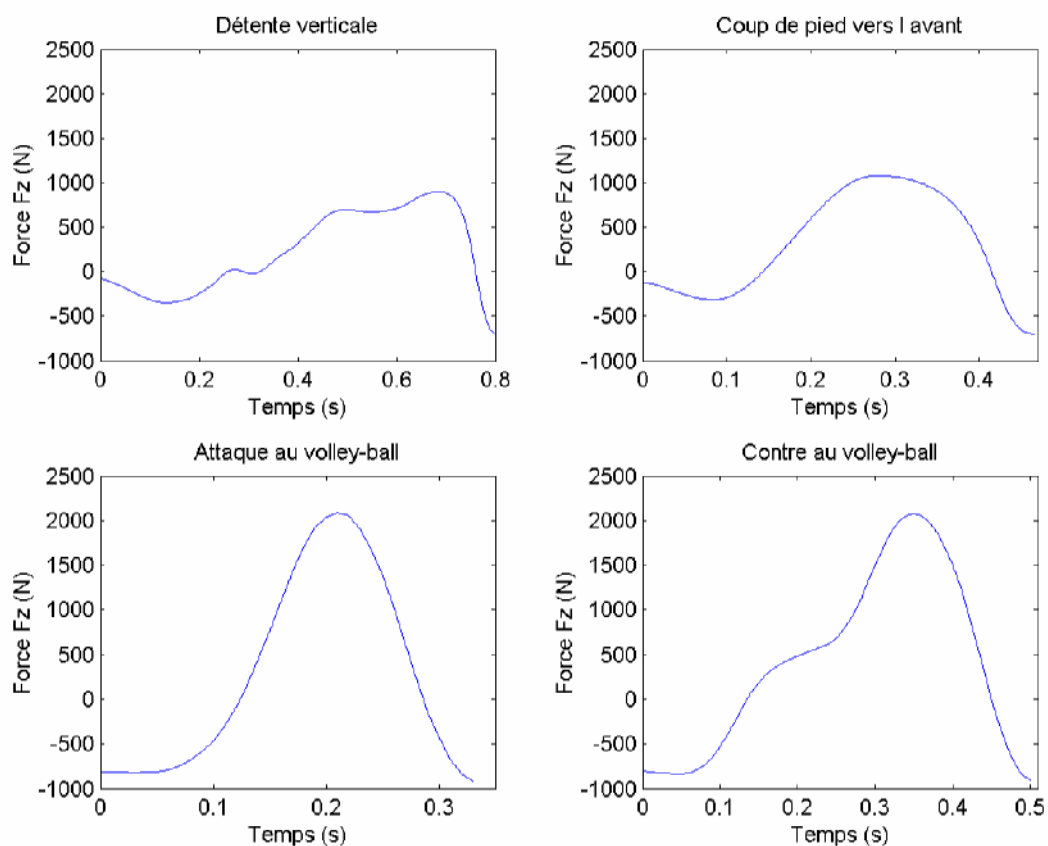 Détente verticale
2500
2000
1500
1000
500
0
-500
-1000
Force Fz (N)
0 0.2 0.4 0.6 0.8
Temps (s)
Coup de pied vers l avant
2500
2000
1500
1000
500
0
-500
-1000
Force Fz (N)
0 0.1 0.2 0.3 0.4
Temps (s)
Attaque au volley-ball
2500
2000
1500
1000
500
0
-500
-1000
Force Fz (N)
0 0.1 0.2 0.3
Temps (s)
Contre au volley-ball
2500
2000
1500
1000
500
0
-500
-1000
Force Fz (N)
0 0.1 0.2 0.3 0.4 0.5
Temps (s)